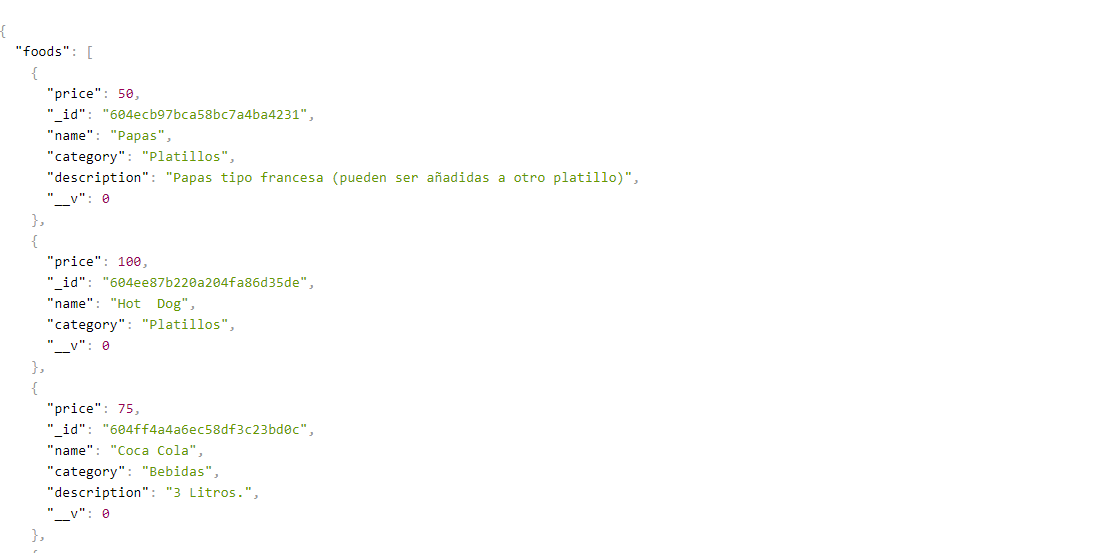 {
"foods": [
{
"price": 50,
"_id": "604ecb97bca58bc7a4ba4231",
"name": "Papas",
"category": "Platillos",
"description": "Papas tipo francesa (pueden ser añadidas a otro platillo)",
"__v": 0
},
{
"price": 100,
"_id": "604ee87b220a204fa86d35de",
"name": "Hot  Dog",
"category": "Platillos",
"__v": 0
},
{
"price": 75,
"_id": "604ff4a4a6ec58df3c23bd0c",
"name": "Coca Cola",
"category": "Bebidas",
"description": "3 Litros.",
"__v": 0
},
{